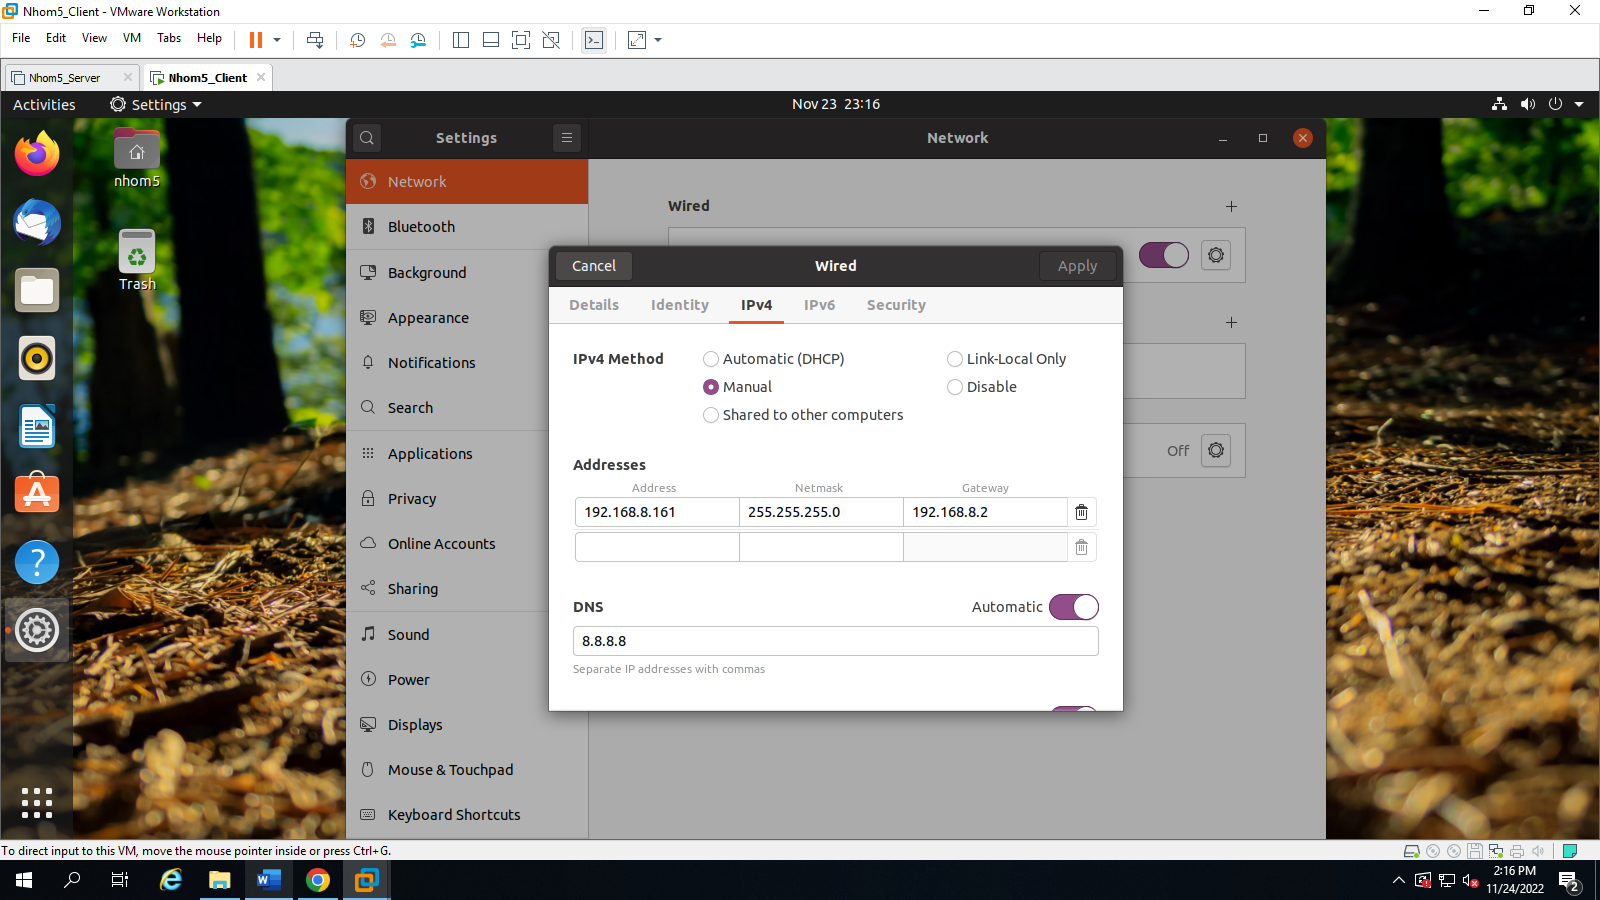 Nhom5_Client - VMware Workstation
File Edit View VM Tabs Help
Nhom5_Server
Nhom5_Client
Activities
Settings
Nov 23 23:16
nhom5
Trash
Settings
Network
Network
Bluetooth
Background
Appearance
Notifications
Search
Applications
Privacy
Online Accounts
Sharing
Sound
Power
Displays
Mouse & Touchpad
Keyboard Shortcuts
Wired
Off
Cancel
Wired
Apply
Details Identity IPv4 IPv6 Security
IPv4 Method
Automatic (DHCP)
Link-Local Only
Manual
Disable
Shared to other computers
Addresses
Address Netmask Gateway
192.168.8.161 255.255.255.0 192.168.8.2
DNS
Automatic
8.8.8.8
Separate IP addresses with commas
To direct input to this VM, move the mouse pointer inside or press Ctrl+G.
2:16 PM
11/24/2022
2